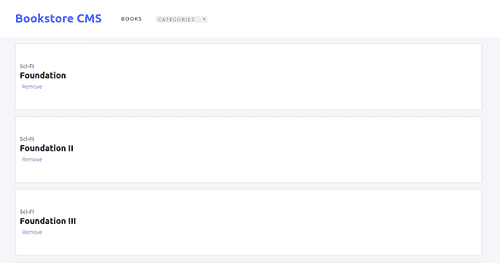 Bookstore CMS
BOOKS
CATEGORIES
Sci-Fi
Foundation
Remove
Sci-Fi
Foundation II
Remove
Sci-Fi
Foundation III
Remove